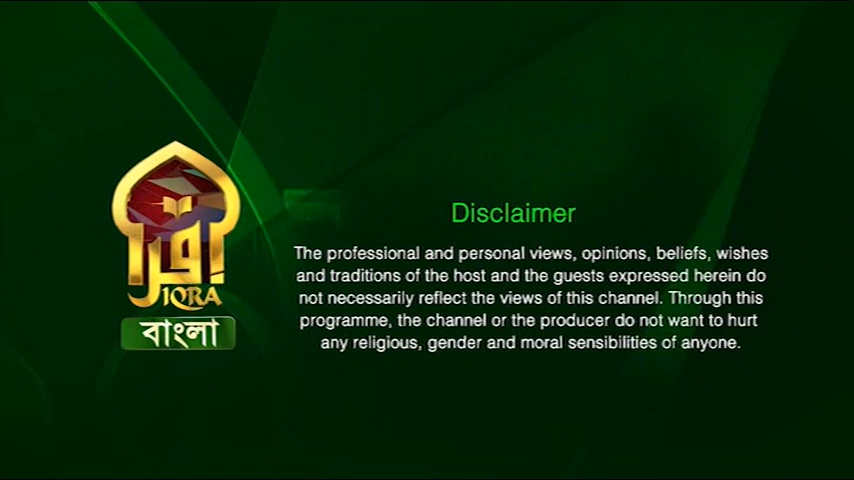 اقرأ
IQRA
বাংলা
Disclaimer
The professional and personal views, opinions, beliefs, wishes
and traditions of the host and the guests expressed herein do
not necessarily reflect the views of this channel. Through this
programme, the channel or the producer do not want to hurt
any religious, gender and moral sensibilities of anyone.